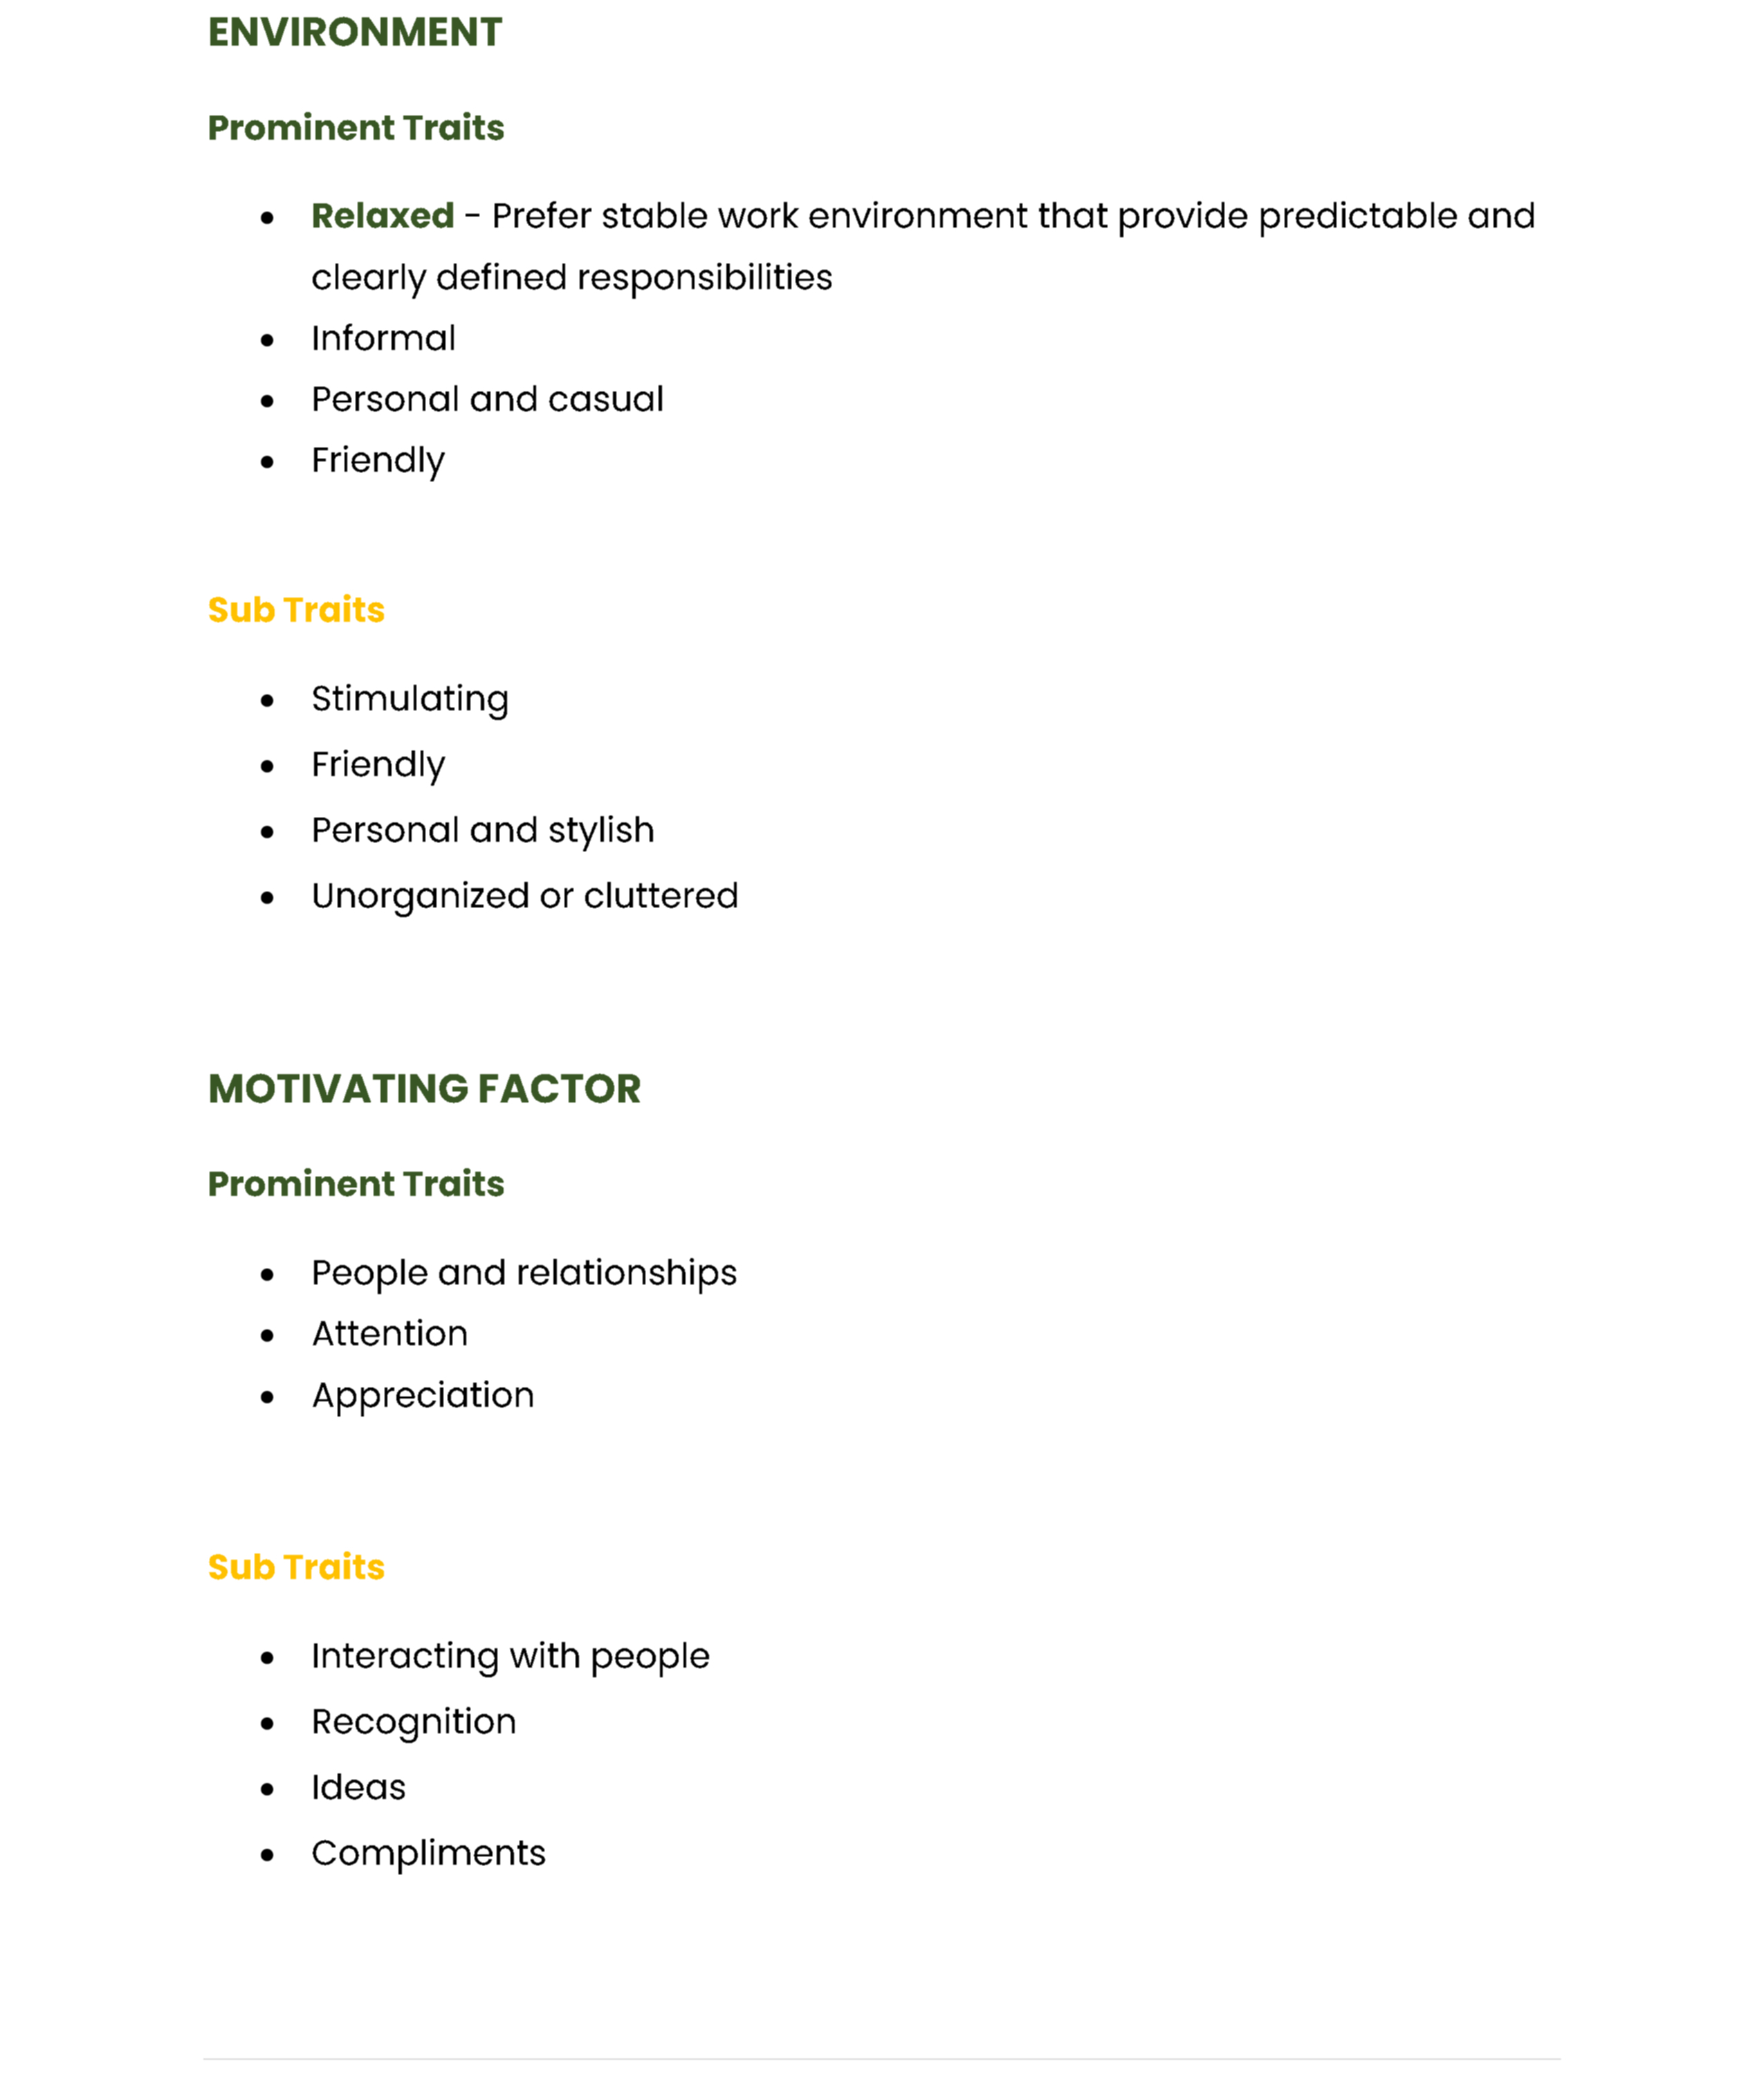 ENVIRONMENT
Prominent Traits
● Relaxed - Prefer stable work environment that provide predictable and
clearly defined responsibilities
● Informal
● Personal and casual
● Friendly
Sub Traits
● Stimulating
● Friendly
● Personal and stylish
● Unorganized or cluttered
MOTIVATING FACTOR
Prominent Traits
● People and relationships
● Attention
● Appreciation
Sub Traits
● Interacting with people
● Recognition
● Ideas
● Compliments